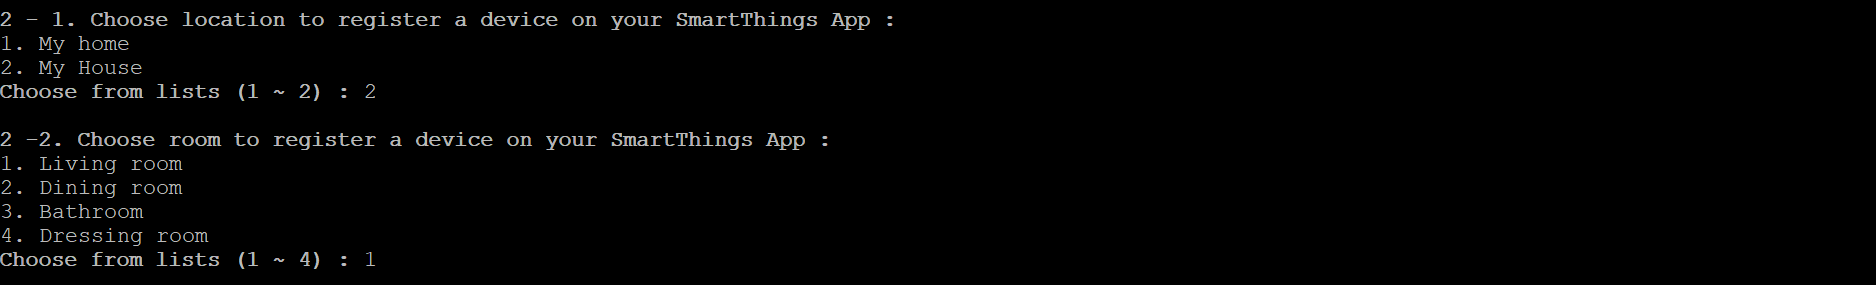 2 - 1. Choose location to register a device on your SmartThings App :
1. My home
2. My House
Choose from lists (1 ~ 2) : 2
2 -2. Choose room to register a device on your SmartThings App :
1. Living room
2. Dining room
3. Bathroom
4. Dressing room
Choose from lists (1 ~ 4) : 1